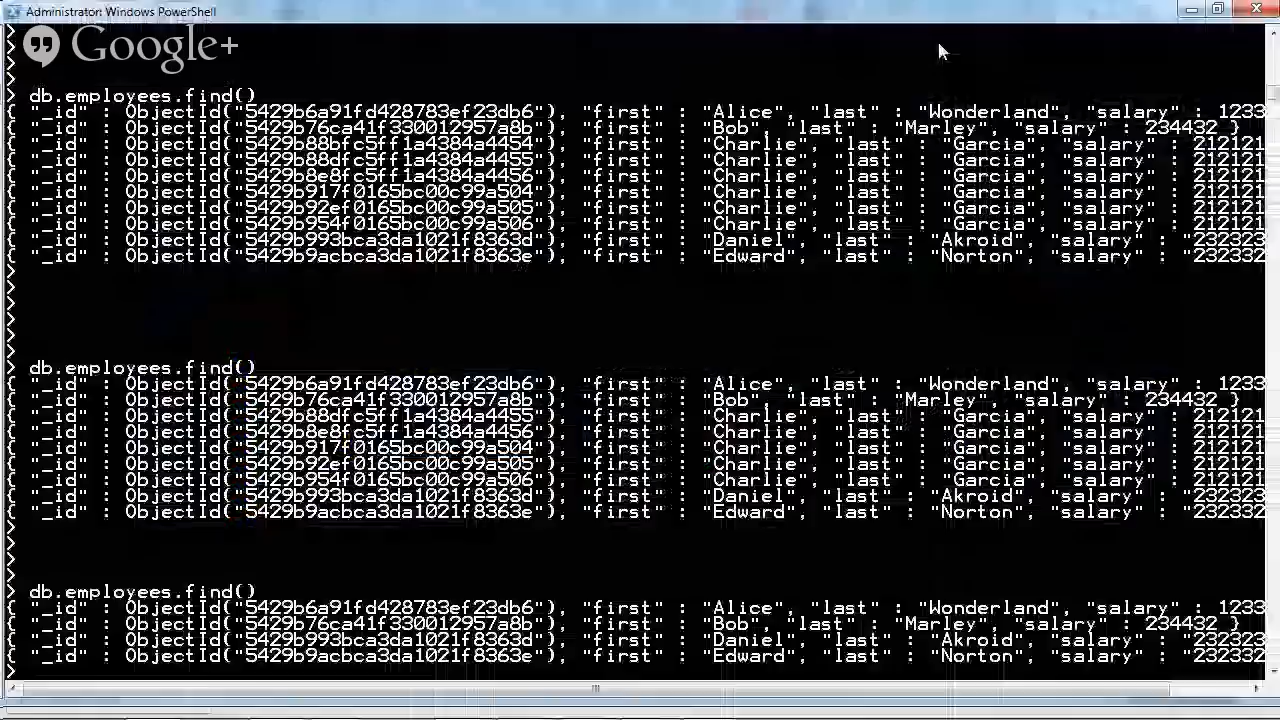 Administrator: Windows PowerShell
Google+
>
>
>
> db.employees.find()
{ "_id" : ObjectId("5429b6a91fd428783ef23db6"), "first" : "Alice", "last" : "Wonderland", "salary" : 1233
{ "_id" : ObjectId("5429b76ca41f330012957a8b"), "first" : "Bob", "last" : "Marley", "salary" : 234432 }
{ "_id" : ObjectId("5429b88bfc5ff1a4384a4454"), "first" : "Charlie", "last" : "Garcia", "salary" : 212121
{ "_id" : ObjectId("5429b88dfc5ff1a4384a4455"), "first" : "Charlie", "last" : "Garcia", "salary" : 212121
{ "_id" : ObjectId("5429b8e8fc5ff1a4384a4456"), "first" : "Charlie", "last" : "Garcia", "salary" : 212121
{ "_id" : ObjectId("5429b917f0165bc00c99a504"), "first" : "Charlie", "last" : "Garcia", "salary" : 212121
{ "_id" : ObjectId("5429b92ef0165bc00c99a505"), "first" : "Charlie", "last" : "Garcia", "salary" : 212121
{ "_id" : ObjectId("5429b954f0165bc00c99a506"), "first" : "Charlie", "last" : "Garcia", "salary" : 212121
{ "_id" : ObjectId("5429b993bca3da1021f8363d"), "first" : "Daniel", "last" : "Akroid", "salary" : "232323
{ "_id" : ObjectId("5429b9acbca3da1021f8363e"), "first" : "Edward", "last" : "Norton", "salary" : "232332
>
>
>
>
>
>
> db.employees.find()
{ "_id" : ObjectId("5429b6a91fd428783ef23db6"), "first" : "Alice", "last" : "Wonderland", "salary" : 1233
{ "_id" : ObjectId("5429b76ca41f330012957a8b"), "first" : "Bob", "last" : "Marley", "salary" : 234432 }
{ "_id" : ObjectId("5429b88dfc5ff1a4384a4455"), "first" : "Charlie", "last" : "Garcia", "salary" : 212121
{ "_id" : ObjectId("5429b8e8fc5ff1a4384a4456"), "first" : "Charlie", "last" : "Garcia", "salary" : 212121
{ "_id" : ObjectId("5429b917f0165bc00c99a504"), "first" : "Charlie", "last" : "Garcia", "salary" : 212121
{ "_id" : ObjectId("5429b92ef0165bc00c99a505"), "first" : "Charlie", "last" : "Garcia", "salary" : 212121
{ "_id" : ObjectId("5429b954f0165bc00c99a506"), "first" : "Charlie", "last" : "Garcia", "salary" : 212121
{ "_id" : ObjectId("5429b993bca3da1021f8363d"), "first" : "Daniel", "last" : "Akroid", "salary" : "232323
{ "_id" : ObjectId("5429b9acbca3da1021f8363e"), "first" : "Edward", "last" : "Norton", "salary" : "232332
>
>
>
>
> db.employees.find()
{ "_id" : ObjectId("5429b6a91fd428783ef23db6"), "first" : "Alice", "last" : "Wonderland", "salary" : 1233
{ "_id" : ObjectId("5429b76ca41f330012957a8b"), "first" : "Bob", "last" : "Marley", "salary" : 234432 }
{ "_id" : ObjectId("5429b993bca3da1021f8363d"), "first" : "Daniel", "last" : "Akroid", "salary" : "232323
{ "_id" : ObjectId("5429b9acbca3da1021f8363e"), "first" : "Edward", "last" : "Norton", "salary" : "232332
>